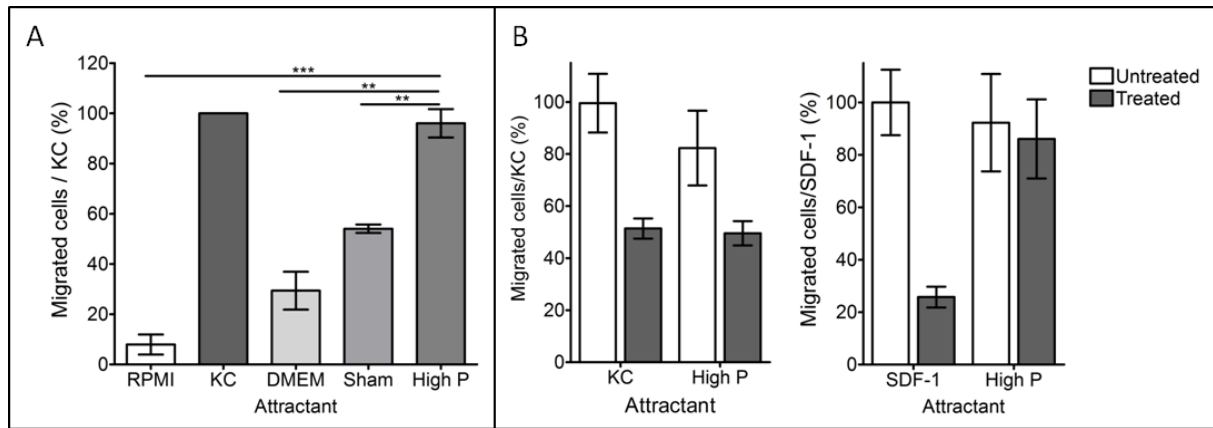 A
B
120
100
80
60
40
20
0
Migrated cells / KC (%)
***
**
**
RPMI KC DMEM Sham High P
Attractant
100
80
60
40
20
0
Migrated cells/KC (%)
KC High P
Attractant
100
80
60
40
20
0
Migrated cells/SDF-1 (%)
SDF-1 High P
Attractant
Untreated
Treated